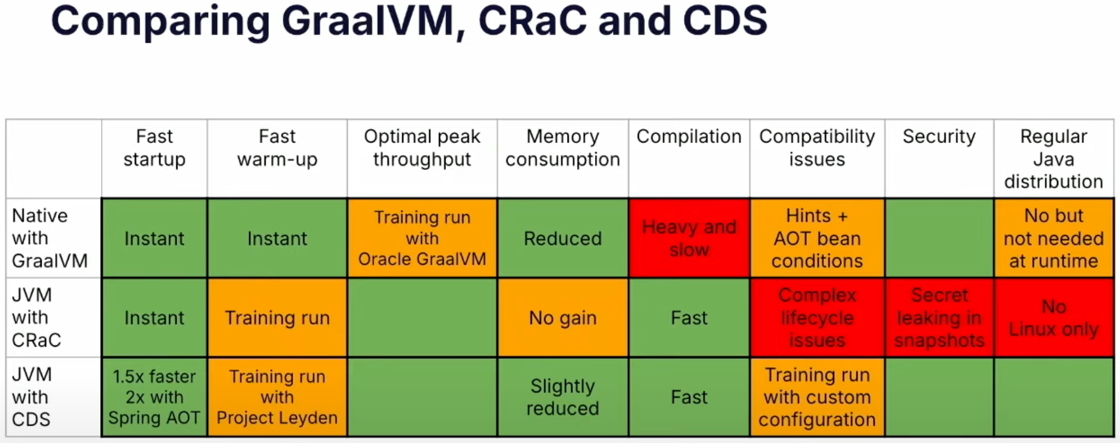 Comparing GraalVM, CRaC and CDS
Fast
startup
Fast
warm-up
Optimal peak
throughput
Memory
consumption
Compilation
Compatibility
issues
Security
Regular
Java
distribution
Native
with
GraalVM
Instant
Instant
Training run
with
Oracle GraalVM
Reduced
Heavy and
slow
Hints +
AOT bean
conditions
No but
not needed
at runtime
JVM
with
CRaC
Instant
Training run
No gain
Fast
Complex
lifecycle
issues
Secret
leaking in
snapshots
No
Linux only
JVM
with
CDS
1.5x faster
2x with
Spring AOT
Training run
with
Project Leyden
Slightly
reduced
Fast
Training run
with custom
configuration